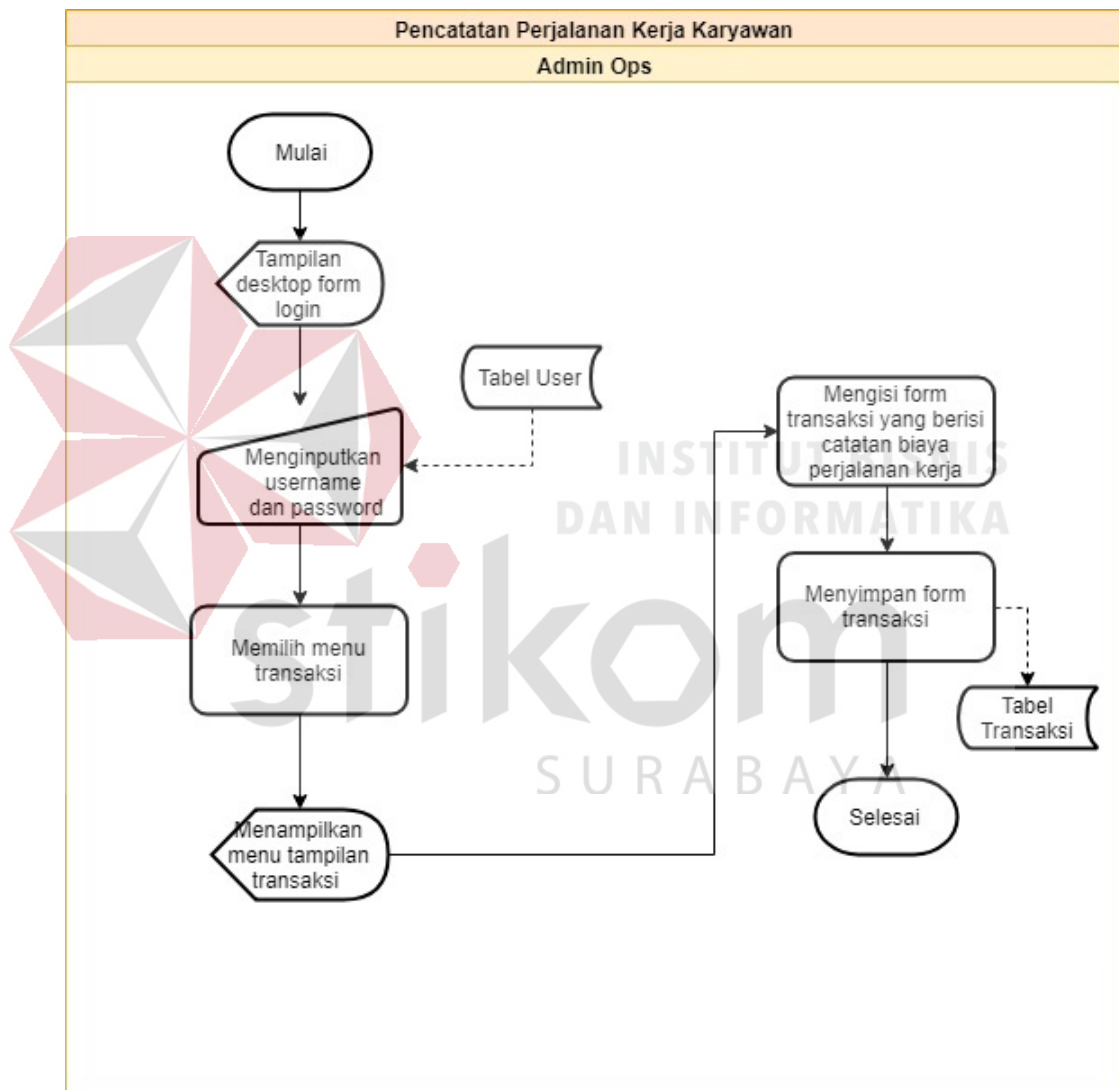 Pencatatan Perjalanan Kerja Karyawan
Admin Ops
Mulai
Tampilan
desktop form
login
Tabel User
Menginputkan
username
dan password
Memilih menu
transaksi
Menampilkan
menu tampilan
transaksi
Mengisi form
transaksi yang berisi
catatan biaya
perjalanan kerja
Menyimpan form
transaksi
Tabel
Transaksi
Selesai
INSTITUT BISNIS
DAN INFORMATIKA
stikom
SURABAYA